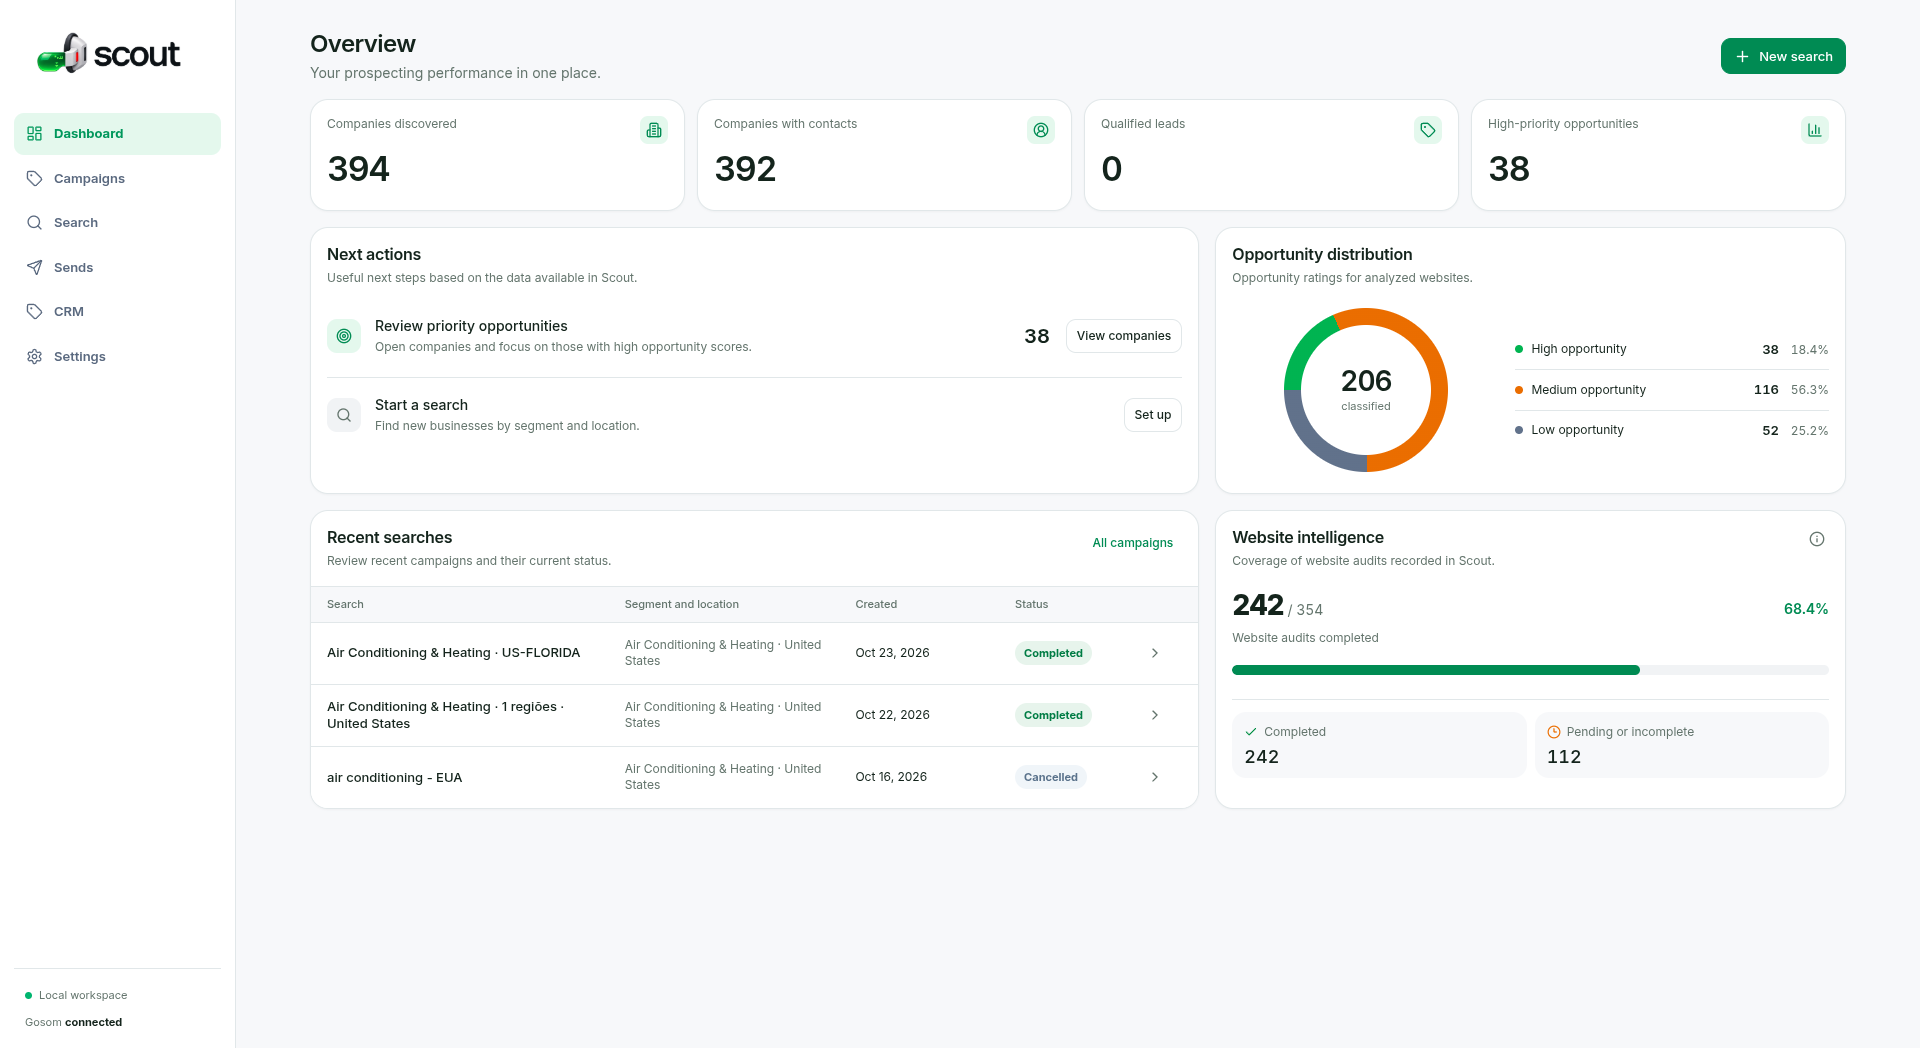 scout
Dashboard
Campaigns
Search
Sends
CRM
Settings
Local workspace
Gosom connected
Overview
Your prospecting performance in one place.
New search
Companies discovered
394
Companies with contacts
392
Qualified leads
0
High-priority opportunities
38
Next actions
Useful next steps based on the data available in Scout.
Review priority opportunities
Open companies and focus on those with high opportunity scores.
38
View companies
Start a search
Find new businesses by segment and location.
Set up
Opportunity distribution
Opportunity ratings for analyzed websites.
206
classified
High opportunity 38 18.4%
Medium opportunity 116 56.3%
Low opportunity 52 25.2%
Recent searches
Review recent campaigns and their current status.
All campaigns
Search Segment and location Created Status
Air Conditioning & Heating · US-FLORIDA
Air Conditioning & Heating · United
States
Oct 23, 2026
Completed
Air Conditioning & Heating · 1 regiões ·
United States
Air Conditioning & Heating · United
States
Oct 22, 2026
Completed
air conditioning - EUA
Air Conditioning & Heating · United
States
Oct 16, 2026
Cancelled
Website intelligence
Coverage of website audits recorded in Scout.
242 / 354
68.4%
Website audits completed
Completed
242
Pending or incomplete
112